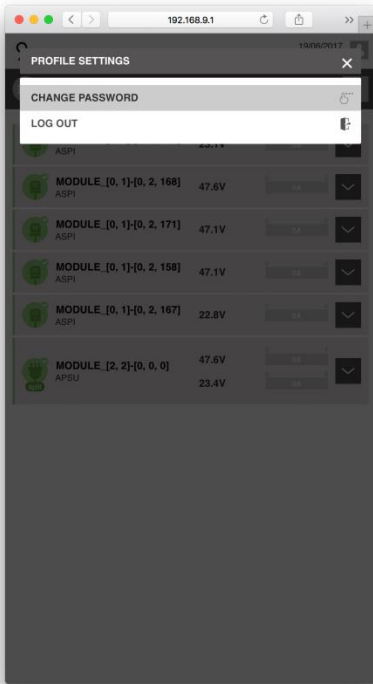 192.168.9.1
19/06/2017
PROFILE SETTINGS
CHANGE PASSWORD
LOG OUT
ASPI
MODULE_[0, 1]-[0, 2, 168]
47.6V
ASPI
MODULE_[0, 1]-[0, 2, 171]
47.1V
ASPI
MODULE_[0, 1]-[0, 2, 158]
47.1V
ASPI
MODULE_[0, 1]-[0, 2, 167]
22.8V
ASPI
47.6V
MODULE_[2, 2]-[0, 0, 0]
APSU
23.4V